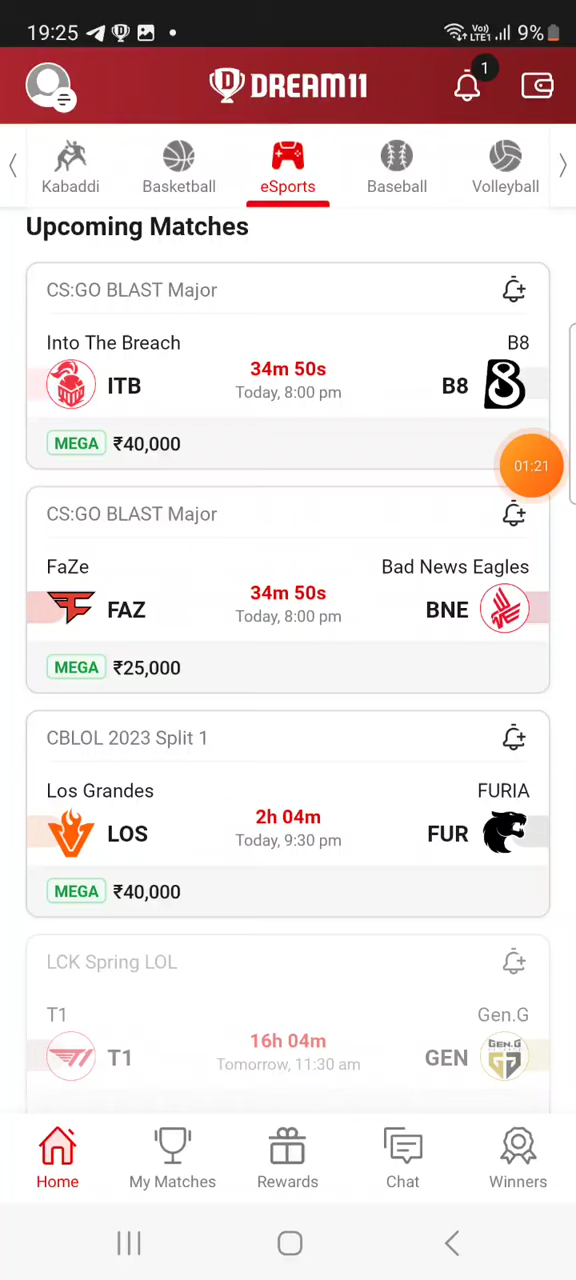 19:25 Vo)) LTE1 9%
1
DREAM11
Kabaddi Basketball eSports Baseball Volleyball
Upcoming Matches
CS:GO BLAST Major
Into The Breach B8
ITB 34m 50s B8
Today, 8:00 pm
MEGA ₹40,000
01:21
CS:GO BLAST Major
FaZe Bad News Eagles
FAZ 34m 50s BNE
Today, 8:00 pm
MEGA ₹25,000
CBLOL 2023 Split 1
Los Grandes FURIA
LOS 2h 04m FUR
Today, 9:30 pm
MEGA ₹40,000
LCK Spring LOL
T1 Gen.G
T1 16h 04m GEN GEN.G
Tomorrow, 11:30 am
Home My Matches Rewards Chat Winners